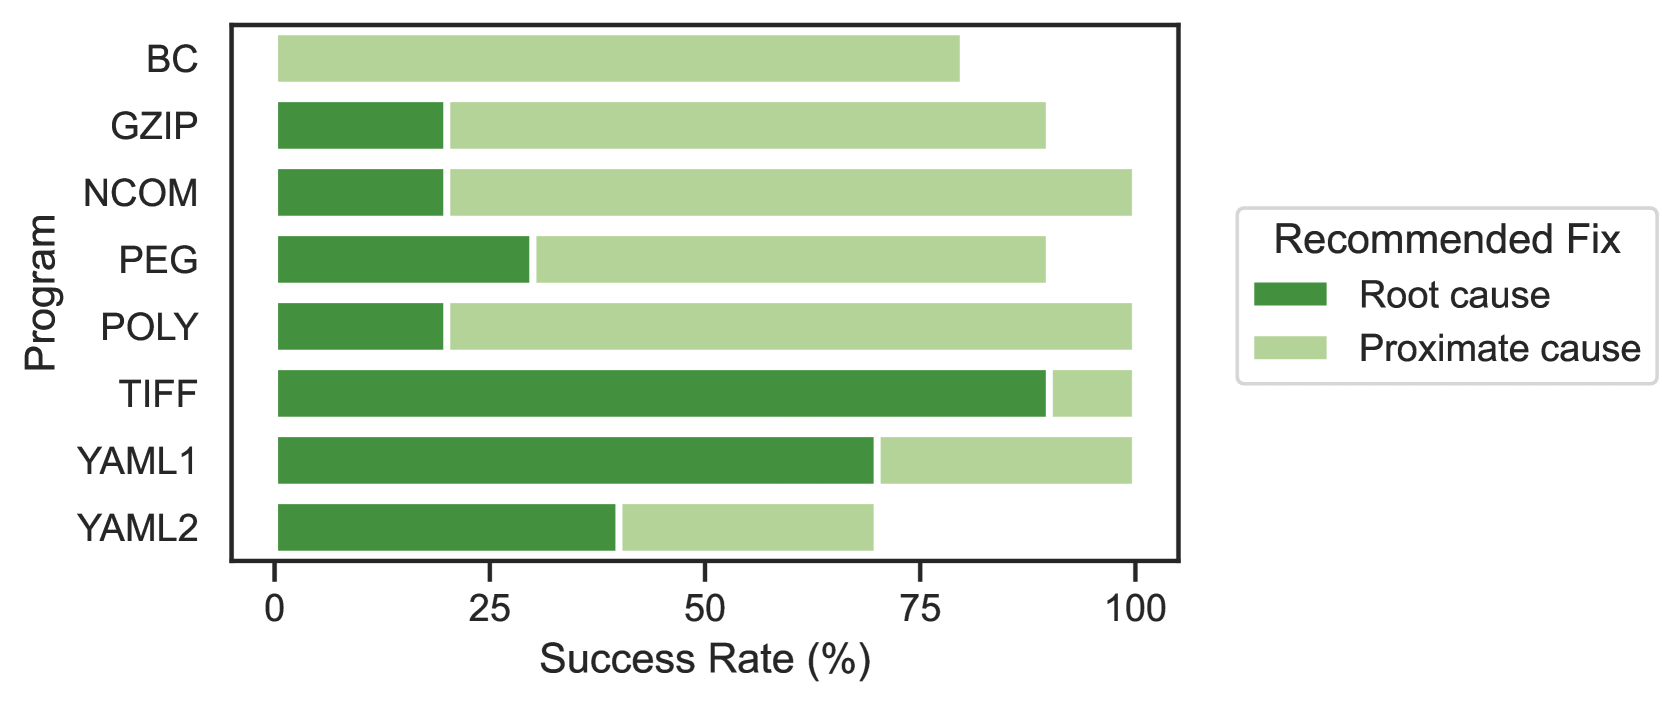 BC
GZIP
NCOM
PEG
POLY
TIFF
YAML1
YAML2
Program
0 25 50 75 100
Success Rate (%)
Recommended Fix
Root cause
Proximate cause